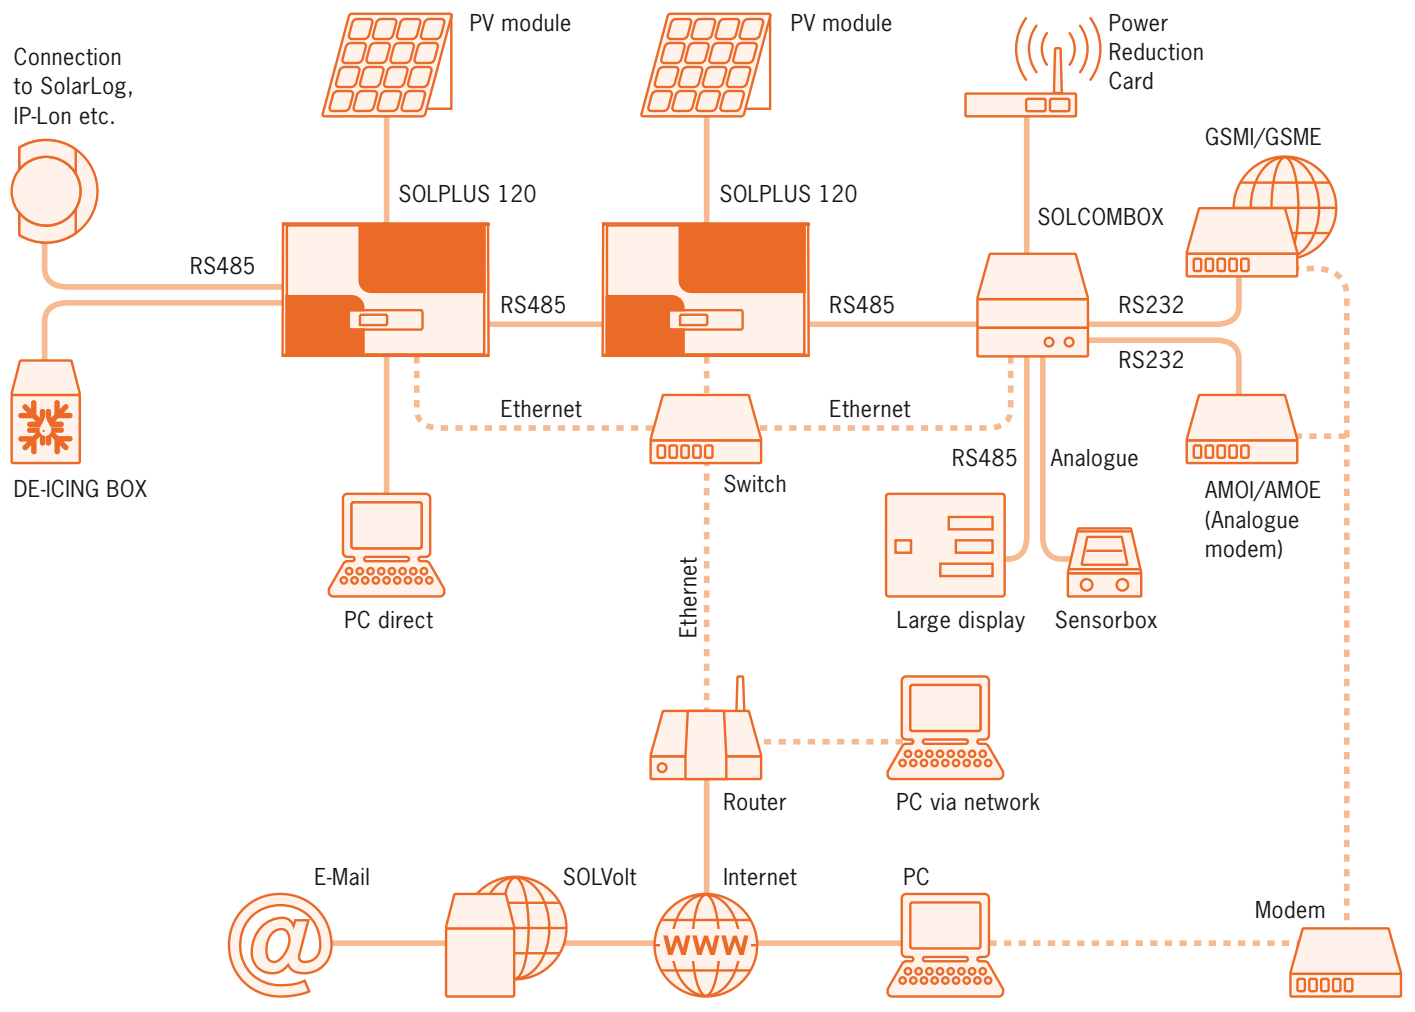 PV module
PV module
Power
Reduction
Card
Connection
to SolarLog,
IP-Lon etc.
GSMI/GSME
SOLPLUS 120
SOLPLUS 120
SOLCOMBOX
RS485
RS485
RS485
RS232
RS232
Ethernet
Ethernet
RS485
Analogue
DE-ICING BOX
Switch
AMOI/AMOE
(Analogue
modem)
Ethernet
PC direct
Large display
Sensorbox
Router
PC via network
E-Mail
SOLVolt
Internet
PC
Modem
@
WWW